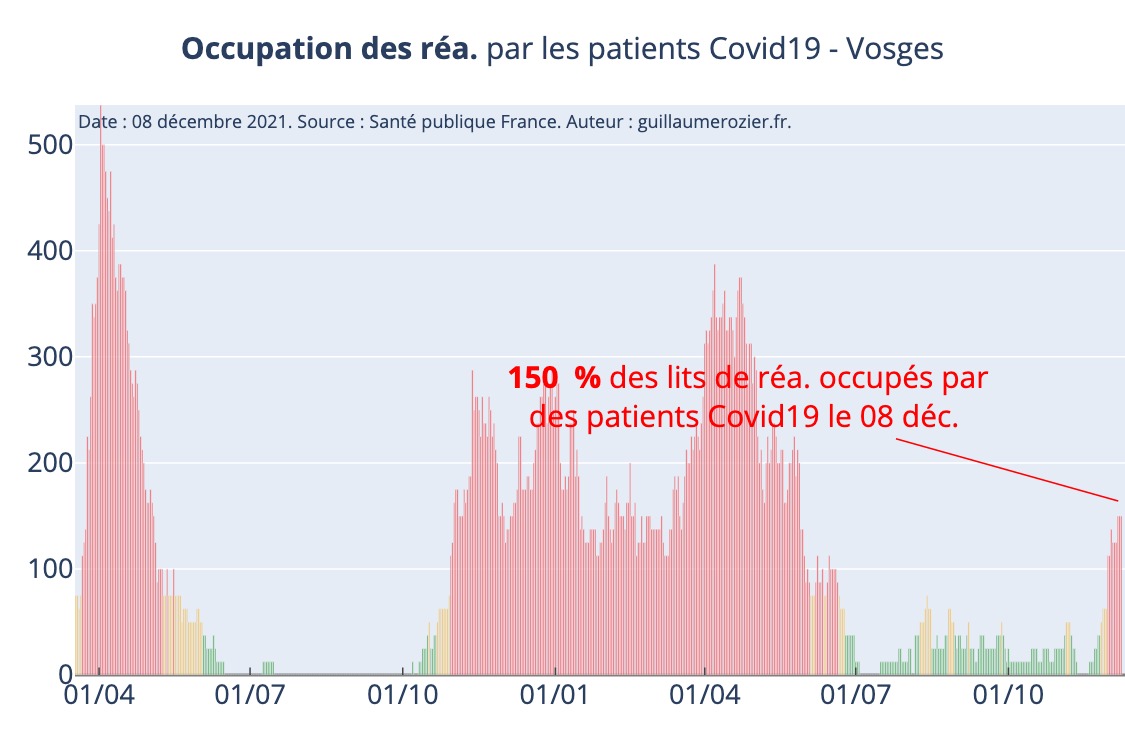 Occupation des réa. par les patients Covid19 - Vosges
Date : 08 décembre 2021. Source : Santé publique France. Auteur : guillaumerozier.fr.
500
400
300
150 % des lits de réa. occupés par
des patients Covid19 le 08 déc.
200
100
0
01/04 01/07 01/10 01/01 01/04 01/07 01/10